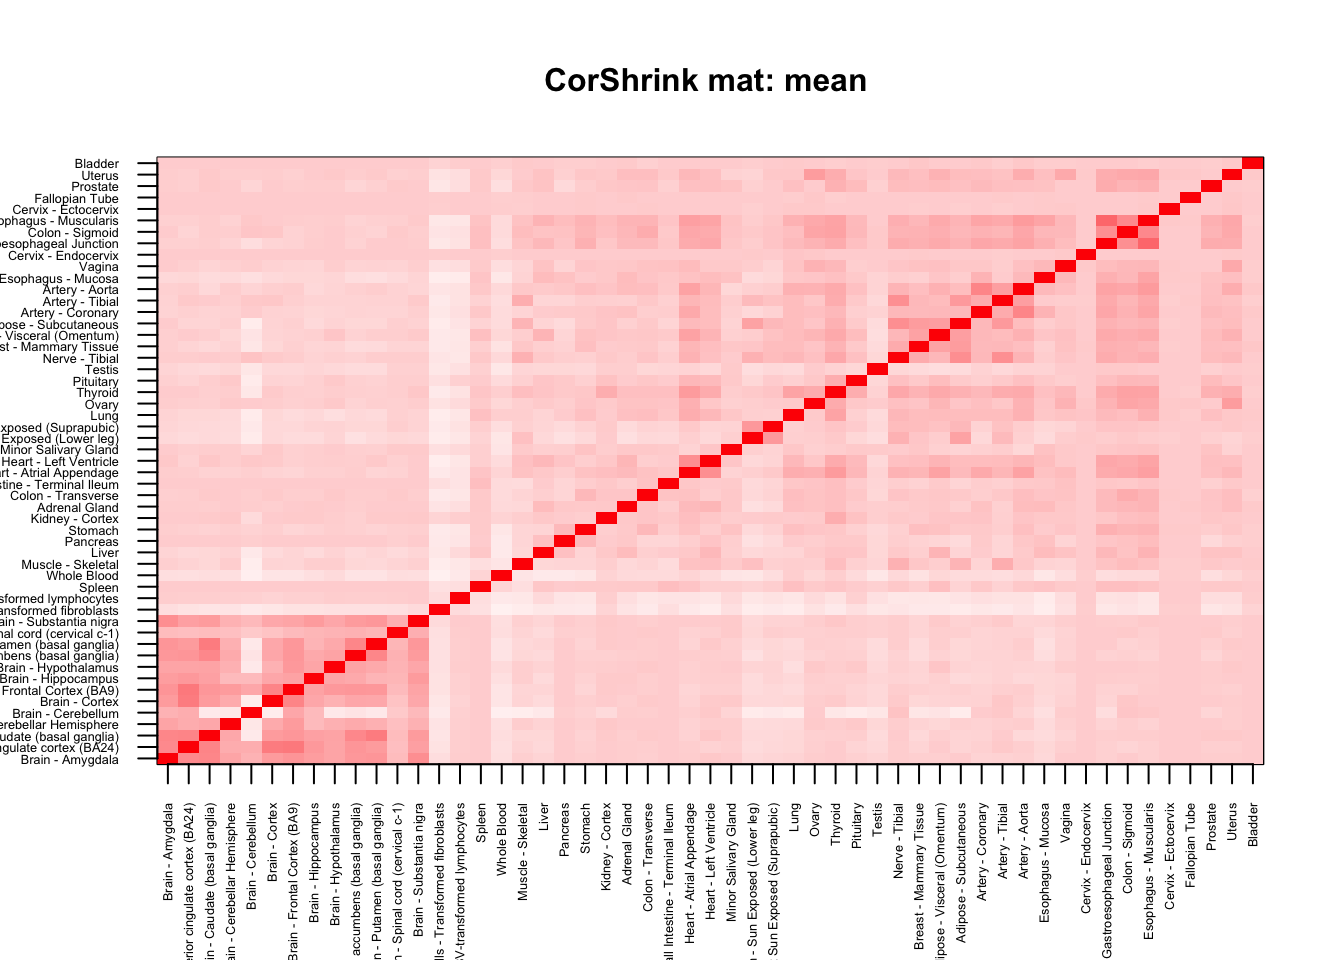 CorShrink mat: mean
Bladder
Uterus
Prostate
Fallopian Tube
Cervix - Ectocervix
ophagus - Muscularis
Colon - Sigmoid
oesophageal Junction
Cervix - Endocervix
Vagina
Esophagus - Mucosa
Artery - Aorta
Artery - Tibial
Artery - Coronary
pose - Subcutaneous
- Visceral (Omentum)
st - Mammary Tissue
Nerve - Tibial
Testis
Pituitary
Thyroid
Ovary
Lung
Exposed (Suprapubic)
Exposed (Lower leg)
Minor Salivary Gland
Heart - Left Ventricle
art - Atrial Appendage
stine - Terminal Ileum
Colon - Transverse
Adrenal Gland
Kidney - Cortex
Stomach
Pancreas
Liver
Muscle - Skeletal
Whole Blood
Spleen
sformed lymphocytes
ansformed fibroblasts
ain - Substantia nigra
nal cord (cervical c-1)
amen (basal ganglia)
mbens (basal ganglia)
Brain - Hypothalamus
Brain - Hippocampus
Frontal Cortex (BA9)
Brain - Cortex
Brain - Cerebellum
erebellar Hemisphere
udate (basal ganglia)
ngulate cortex (BA24)
Brain - Amygdala
Brain - Amygdala
erior cingulate cortex (BA24)
in - Caudate (basal ganglia)
ain - Cerebellar Hemisphere
Brain - Cerebellum
Brain - Cortex
Brain - Frontal Cortex (BA9)
Brain - Hippocampus
Brain - Hypothalamus
accumbens (basal ganglia)
n - Putamen (basal ganglia)
n - Spinal cord (cervical c-1)
Brain - Substantia nigra
lls - Transformed fibroblasts
V-transformed lymphocytes
Spleen
Whole Blood
Muscle - Skeletal
Liver
Pancreas
Stomach
Kidney - Cortex
Adrenal Gland
Colon - Transverse
all Intestine - Terminal Ileum
Heart - Atrial Appendage
Heart - Left Ventricle
Minor Salivary Gland
- Sun Exposed (Lower leg)
Sun Exposed (Suprapubic)
Lung
Ovary
Thyroid
Pituitary
Testis
Nerve - Tibial
Breast - Mammary Tissue
dipose - Visceral (Omentum)
Adipose - Subcutaneous
Artery - Coronary
Artery - Tibial
Artery - Aorta
Esophagus - Mucosa
Vagina
Cervix - Endocervix
Gastroesophageal Junction
Colon - Sigmoid
Esophagus - Muscularis
Cervix - Ectocervix
Fallopian Tube
Prostate
Uterus
Bladder